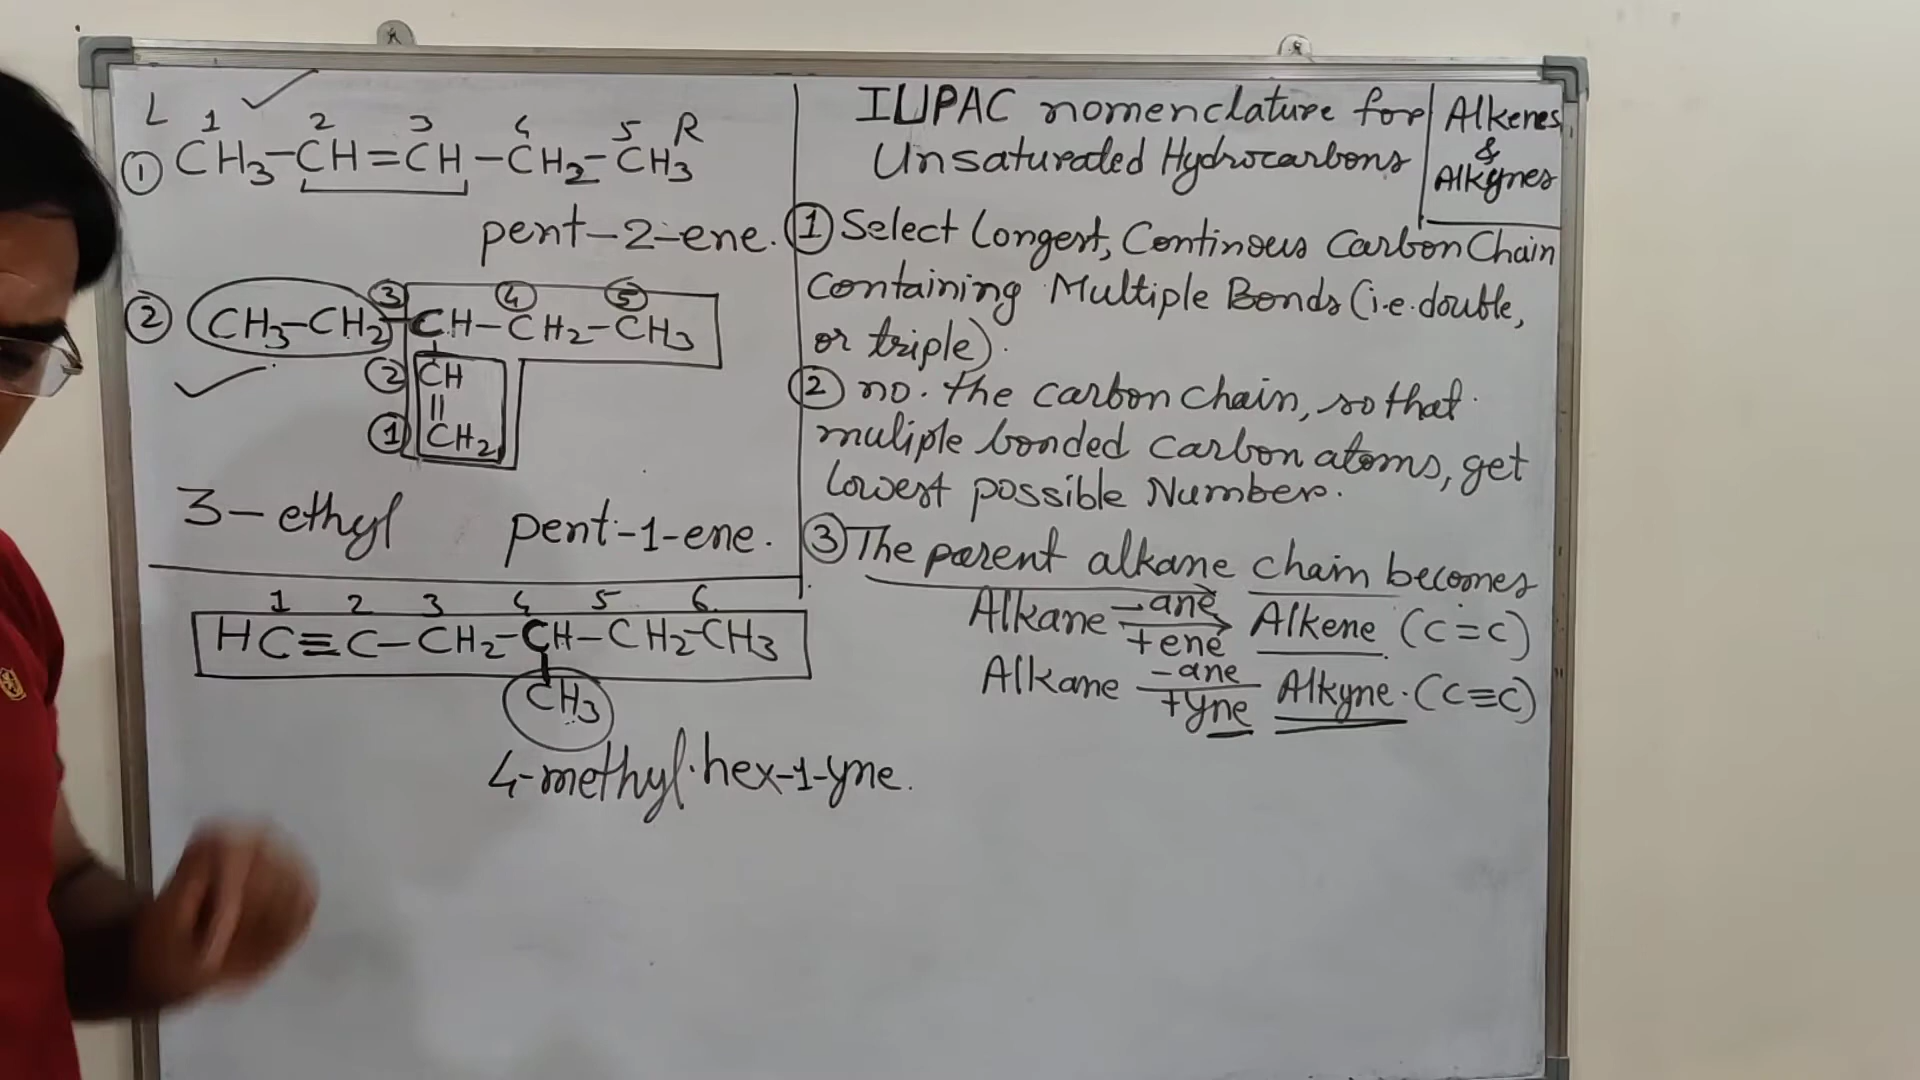 L 1 2 3 4 5 R
① CH3-CH=CH-CH2-CH3
pent-2-ene.
③ ④ ⑤
② CH3-CH2-CH-CH2-CH3
② CH
||
① CH2
3-ethyl pent-1-ene.
1 2 3 4 5 6
HC≡C-CH2-CH-CH2-CH3
CH3
4-methyl·hex-1-yne.
IUPAC nomenclature for
Unsaturated Hydrocarbons
Alkenes
&
Alkynes
① Select Longest, Continous Carbon Chain
Containing Multiple Bonds (i.e. double,
or triple).
② no. the carbon chain, so that
muliple bonded carbon atoms, get
lowest possible Number.
③ The parent alkane chain becomes
Alkane -ane +ene Alkene (C=C)
Alkane -ane +yne Alkyne. (C≡C)